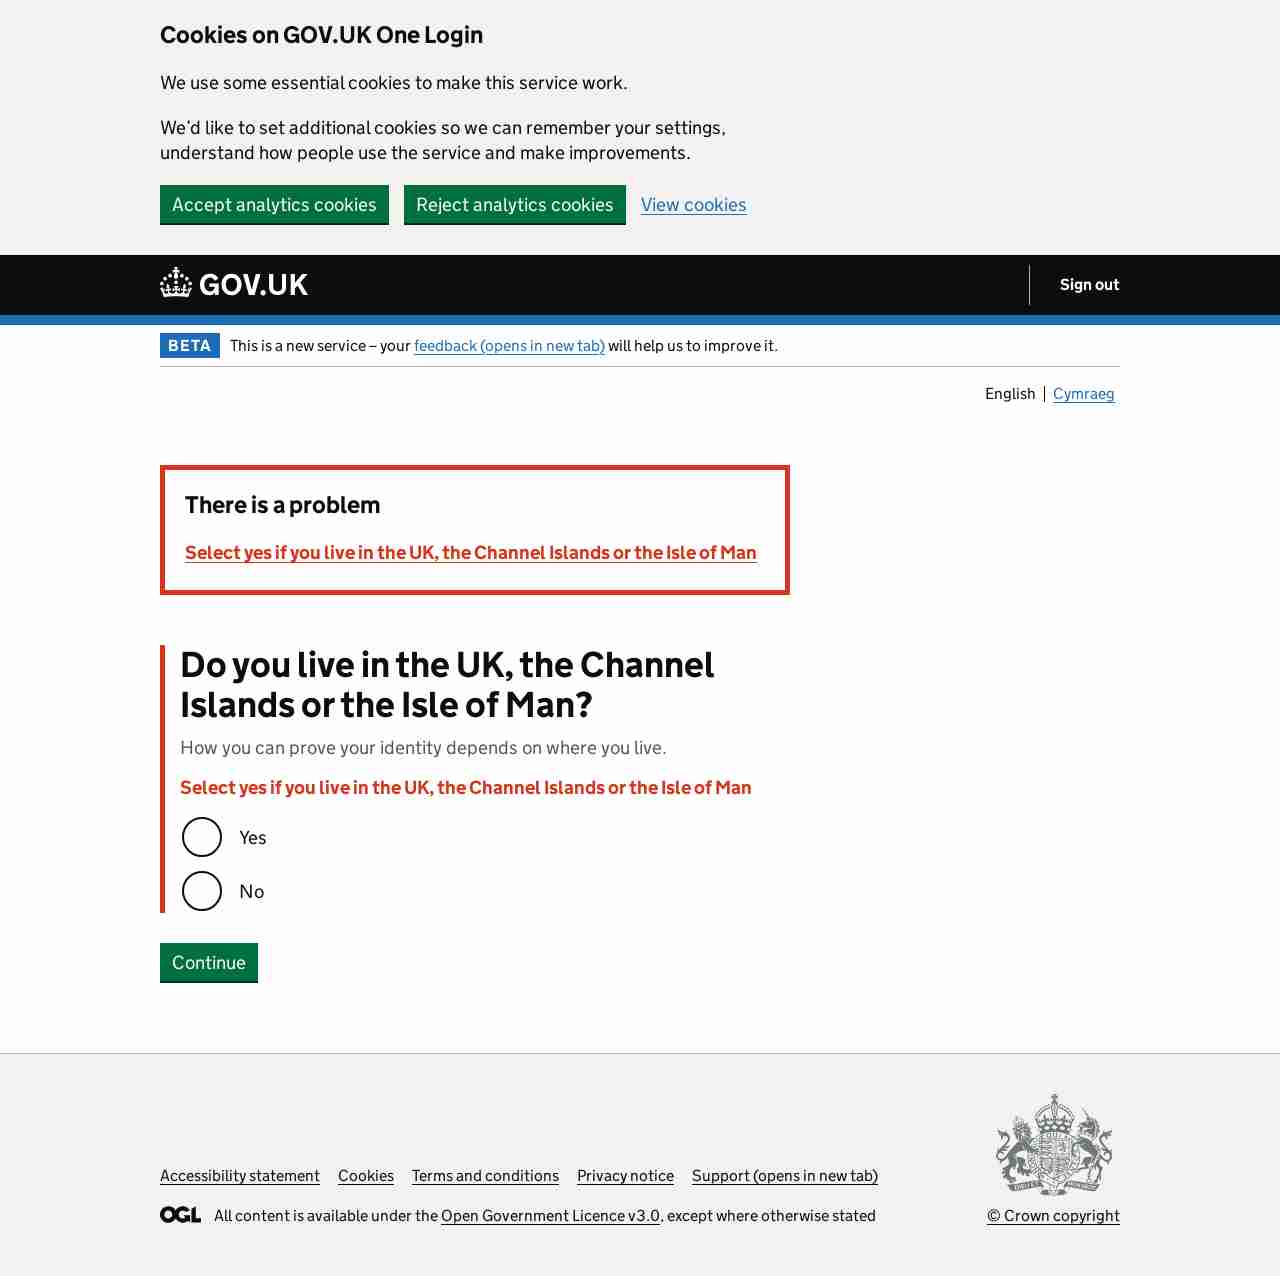 Cookies on GOV.UK One Login
We use some essential cookies to make this service work.
We’d like to set additional cookies so we can remember your settings,
understand how people use the service and make improvements.
Accept analytics cookies Reject analytics cookies View cookies
GOV.UK Sign out
BETA This is a new service – your feedback (opens in new tab) will help us to improve it.
English Cymraeg
There is a problem
Select yes if you live in the UK, the Channel Islands or the Isle of Man
Do you live in the UK, the Channel
Islands or the Isle of Man?
How you can prove your identity depends on where you live.
Select yes if you live in the UK, the Channel Islands or the Isle of Man
Yes
No
Continue
Accessibility statement Cookies Terms and conditions Privacy notice Support (opens in new tab)
OGL All content is available under the Open Government Licence v3.0, except where otherwise stated
© Crown copyright